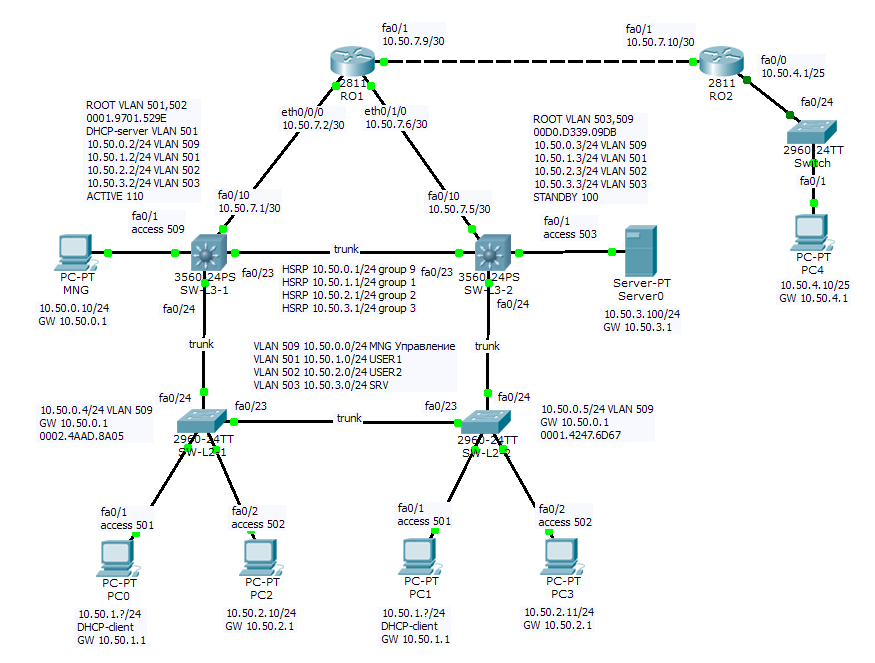 fa0/1
10.50.7.9/30
fa0/1
10.50.7.10/30
2811
RO1
2811
RO2
fa0/0
10.50.4.1/25
fa0/24
2960-24TT
Switch
fa0/1
PC-PT
PC4
10.50.4.10/25
GW 10.50.4.1
ROOT VLAN 501,502
0001.9701.529E
DHCP-server VLAN 501
10.50.0.2/24 VLAN 509
10.50.1.2/24 VLAN 501
10.50.2.2/24 VLAN 502
10.50.3.2/24 VLAN 503
ACTIVE 110
eth0/0/0
10.50.7.2/30
eth0/1/0
10.50.7.6/30
ROOT VLAN 503,509
00D0.D339.09DB
10.50.0.3/24 VLAN 509
10.50.1.3/24 VLAN 501
10.50.2.3/24 VLAN 502
10.50.3.3/24 VLAN 503
STANDBY 100
fa0/10
10.50.7.1/30
fa0/10
10.50.7.5/30
fa0/1
access 509
fa0/1
access 503
PC-PT
MNG
10.50.0.10/24
GW 10.50.0.1
3560-24PS
SW-L3-1
fa0/23
fa0/24
trunk
HSRP 10.50.0.1/24 group 9
HSRP 10.50.1.1/24 group 1
HSRP 10.50.2.1/24 group 2
HSRP 10.50.3.1/24 group 3
fa0/23
3560-24PS
SW-L3-2
fa0/24
Server-PT
Server0
10.50.3.100/24
GW 10.50.3.1
trunk
VLAN 509 10.50.0.0/24 MNG Управление
VLAN 501 10.50.1.0/24 USER1
VLAN 502 10.50.2.0/24 USER2
VLAN 503 10.50.3.0/24 SRV
trunk
10.50.0.4/24 VLAN 509
GW 10.50.0.1
0002.4AAD.8A05
fa0/24
fa0/23
2960-24TT
SW-L2-1
trunk
fa0/23
fa0/24
2960-24TT
SW-L2-2
10.50.0.5/24 VLAN 509
GW 10.50.0.1
0001.4247.6D67
fa0/1
access 501
fa0/2
access 502
fa0/1
access 501
fa0/2
access 502
PC-PT
PC0
10.50.1.?/24
DHCP-client
GW 10.50.1.1
PC-PT
PC2
10.50.2.10/24
GW 10.50.2.1
PC-PT
PC1
10.50.1.?/24
DHCP-client
GW 10.50.1.1
PC-PT
PC3
10.50.2.11/24
GW 10.50.2.1